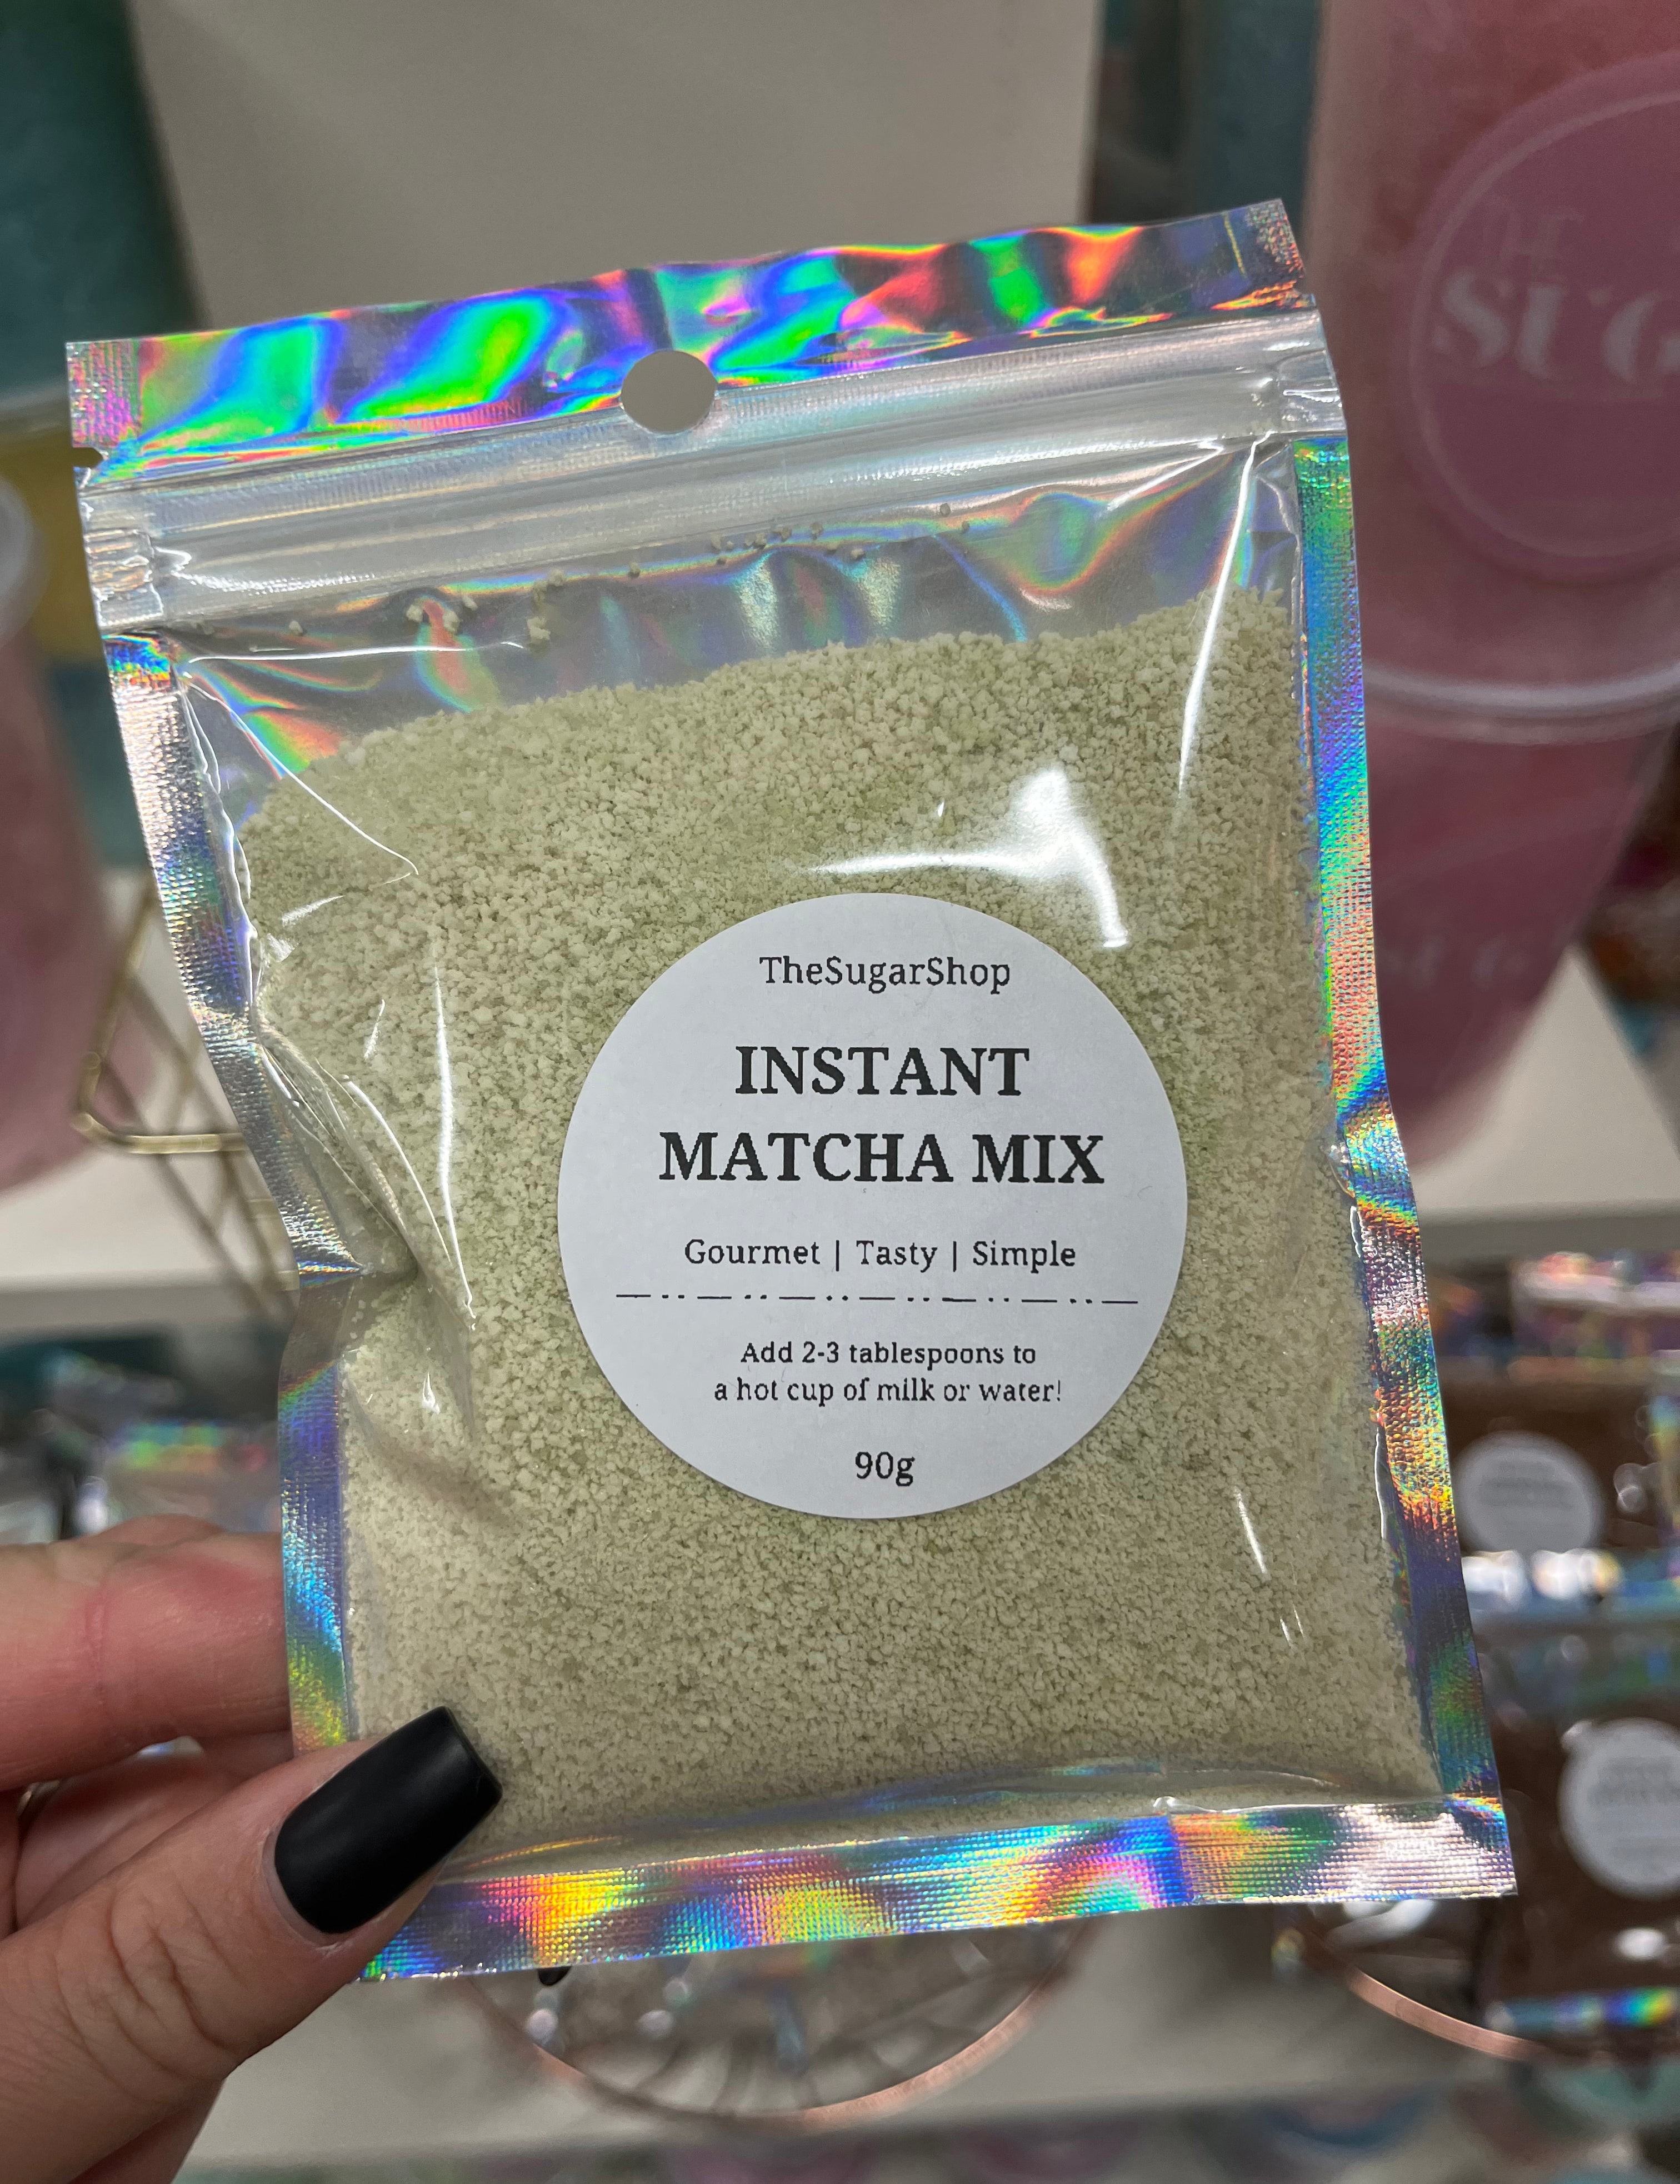 TheSugarShop
INSTANT
MATCHA MIX
Gourmet | Tasty | Simple
Add 2-3 tablespoons to
a hot cup of milk or water!
90g